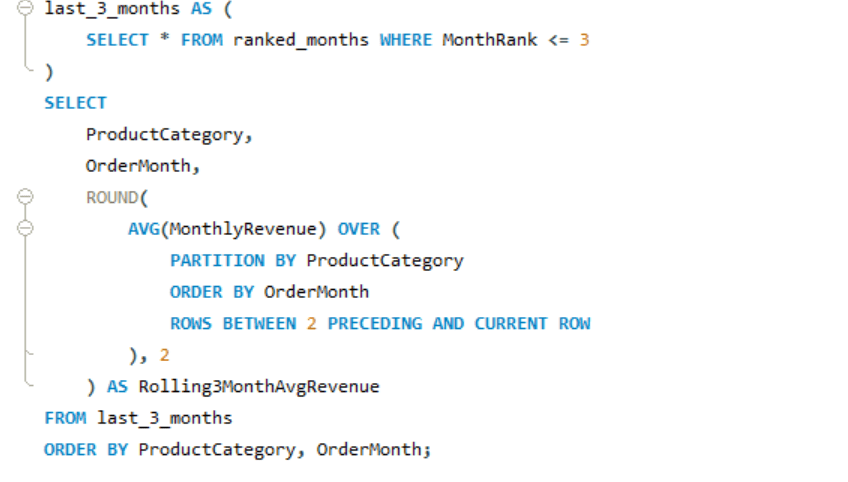 last_3_months AS (
SELECT * FROM ranked_months WHERE MonthRank <= 3
)
SELECT
ProductCategory,
OrderMonth,
ROUND(
AVG(MonthlyRevenue) OVER (
PARTITION BY ProductCategory
ORDER BY OrderMonth
ROWS BETWEEN 2 PRECEDING AND CURRENT ROW
), 2
) AS Rolling3MonthAvgRevenue
FROM last_3_months
ORDER BY ProductCategory, OrderMonth;